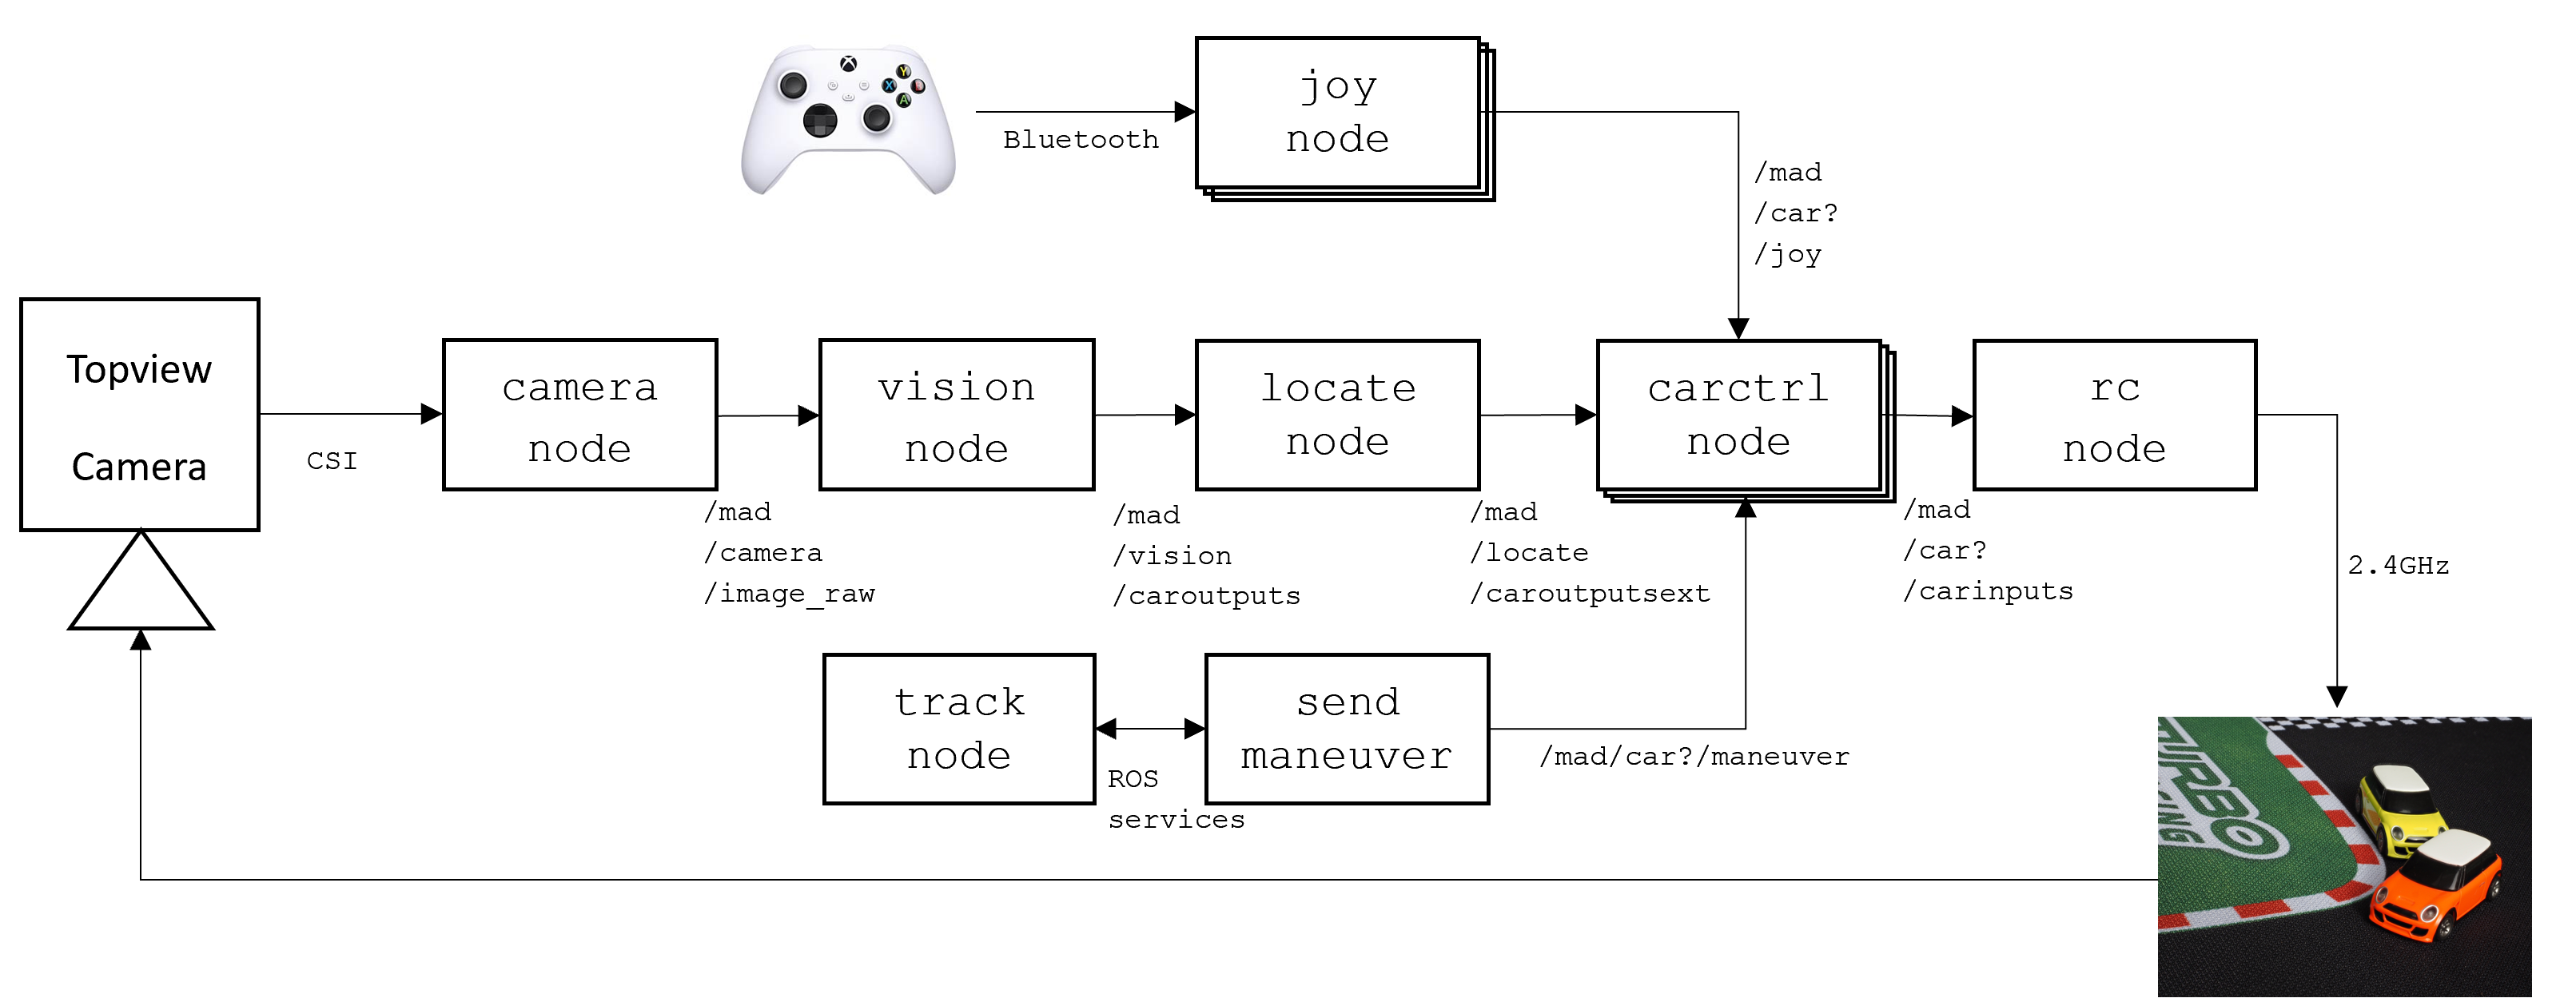 joy
node
Bluetooth
/mad
/car?
/joy
Topview
Camera
CSI
camera
node
vision
node
locate
node
carctrl
node
rc
node
/mad
/camera
/image_raw
/mad
/vision
/caroutputs
/mad
/locate
/caroutputsext
/mad
/car?
/carinputs
2.4GHz
track
node
ROS
services
send
maneuver
/mad/car?/maneuver
X
Y
A